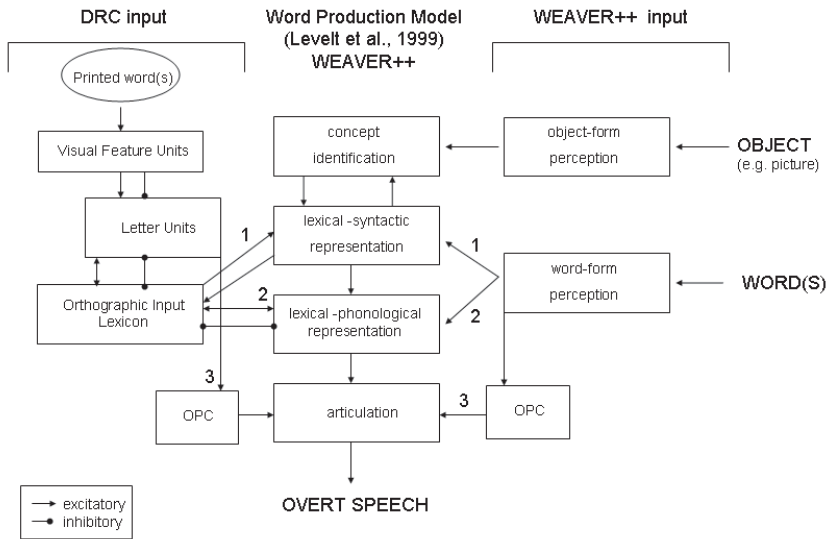 DRC input
Word Production Model
(Levelt et al., 1999)
WEAVER++
WEAVER++ input
Printed word(s)
Visual Feature Units
Letter Units
Orthographic Input
Lexicon
OPC
concept
identification
lexical -syntactic
representation
lexical -phonological
representation
articulation
OVERT SPEECH
object-form
perception
OBJECT
(e.g. picture)
word-form
perception
WORD(S)
OPC
1
2
3
1
2
3
excitatory
inhibitory